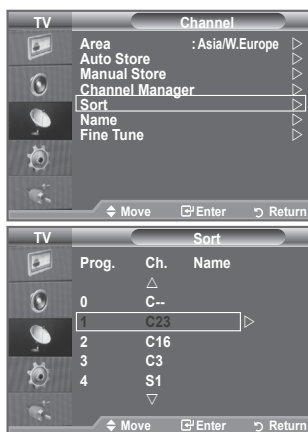 TV Channel
Area : Asia/W.Europe
Auto Store
Manual Store
Channel Manager
Sort
Name
Fine Tune
Move Enter Return
TV Sort
Prog. Ch. Name
0 C--
1 C23
2 C16
3 C3
4 S1
Move Enter Return